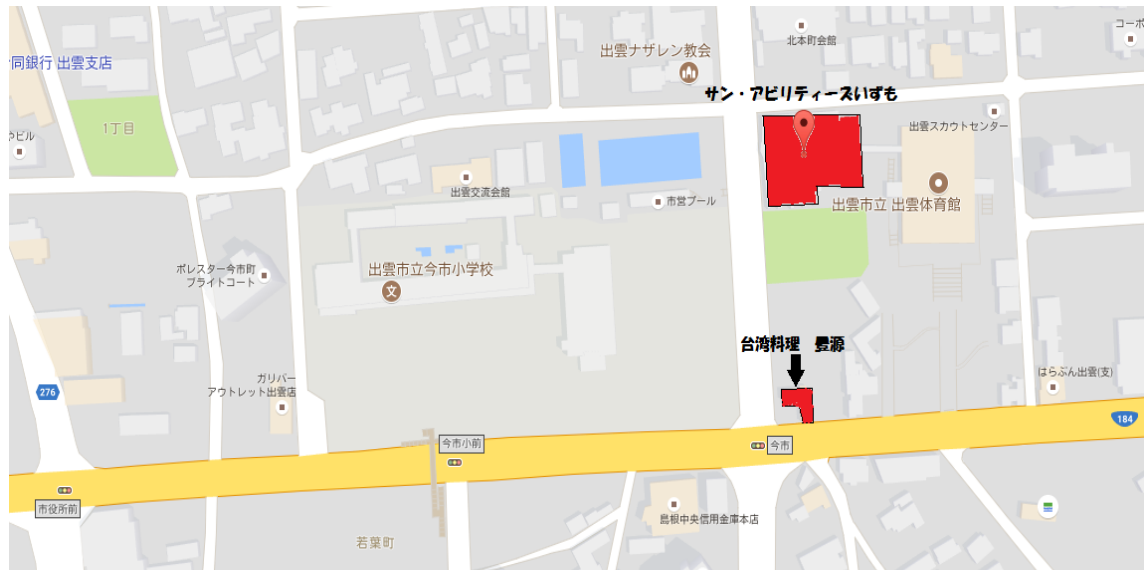 北本町会館
コーポ
出雲ナザレン教会
同銀行 出雲支店
サン・アビリティーズいずも
1丁目
出雲スカウトセンター
やビル
出雲交流会館
市営プール
出雲市立 出雲体育館
出雲市立今市小学校
文
ポレスター今市町
ブライトコート
台湾料理 豊源
はらぶん出雲(支)
ガリバー
アウトレット出雲店
276
184
今市小前
今市
市役所前
島根中央信用金庫本店
若葉町